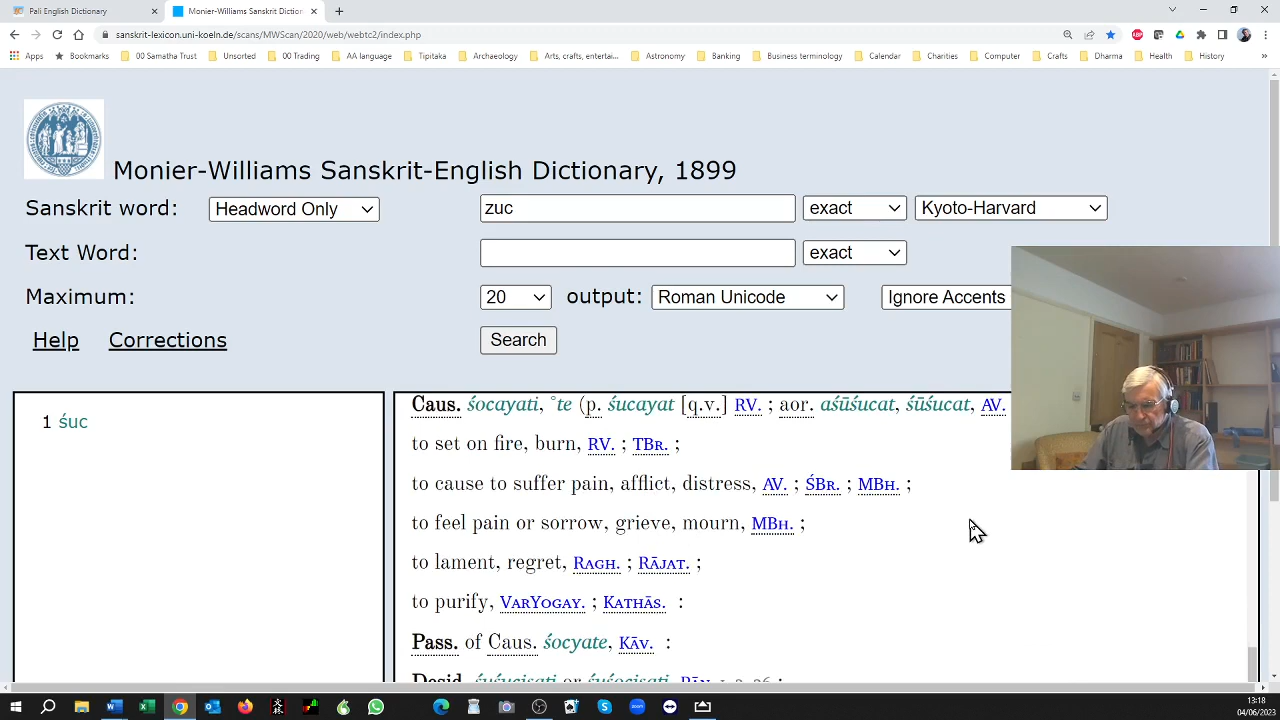 Pali English Dictionary
Monier-Williams Sanskrit Diction
sanskrit-lexicon.uni-koeln.de/scans/MWScan/2020/web/webtc2/index.php
Apps Bookmarks 00 Samatha Trust Unsorted 00 Trading AA language Tipitaka Archaeology Arts, crafts, entertai... Astronomy Banking Business terminology Calendar Charities Computer Crafts Dharma Health History
Monier-Williams Sanskrit-English Dictionary, 1899
Sanskrit word: Headword Only zuc exact Kyoto-Harvard
Text Word: exact
Maximum: 20 output: Roman Unicode Ignore Accents
Help Corrections Search
1 śuc
Caus. śocayati, °te (p. śucayat [q.v.] RV. ; aor. aśūśucat, śūśucat, AV.
to set on fire, burn, RV. ; TBr. ;
to cause to suffer pain, afflict, distress, AV. ; ŚBr. ; MBh. ;
to feel pain or sorrow, grieve, mourn, MBh. ;
to lament, regret, Ragh. ; Rājat. ;
to purify, VarYogay. ; Kathās. :
Pass. of Caus. śocyate, Kāv. :
13:18
04/06/2023